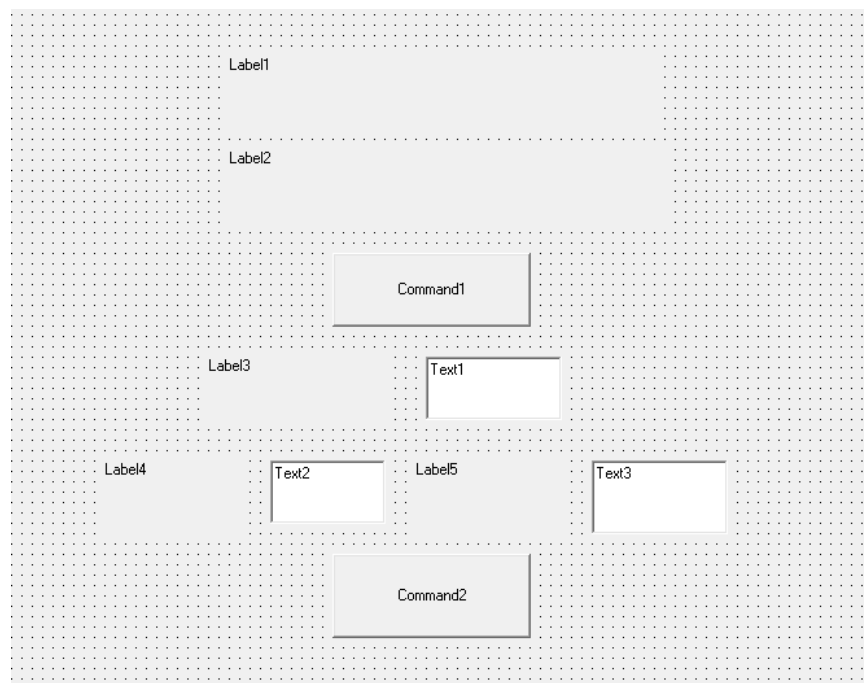 Label1
Label2
Command1
Label3 Text1
Label4 Text2 Label5 Text3
Command2